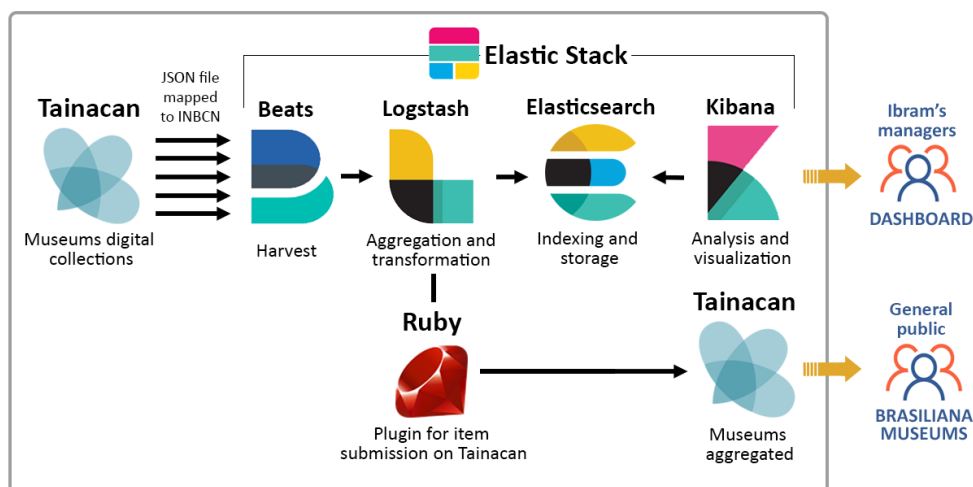 Elastic Stack
JSON file
mapped
to INBCN
Tainacan
Museums digital
collections
Beats
Harvest
Logstash
Aggregation and
transformation
Elasticsearch
Indexing and
storage
Kibana
Analysis and
visualization
Ibram's
managers
DASHBOARD
Ruby
Plugin for item
submission on Tainacan
Tainacan
Museums
aggregated
General
public
BRASILIANA
MUSEUMS